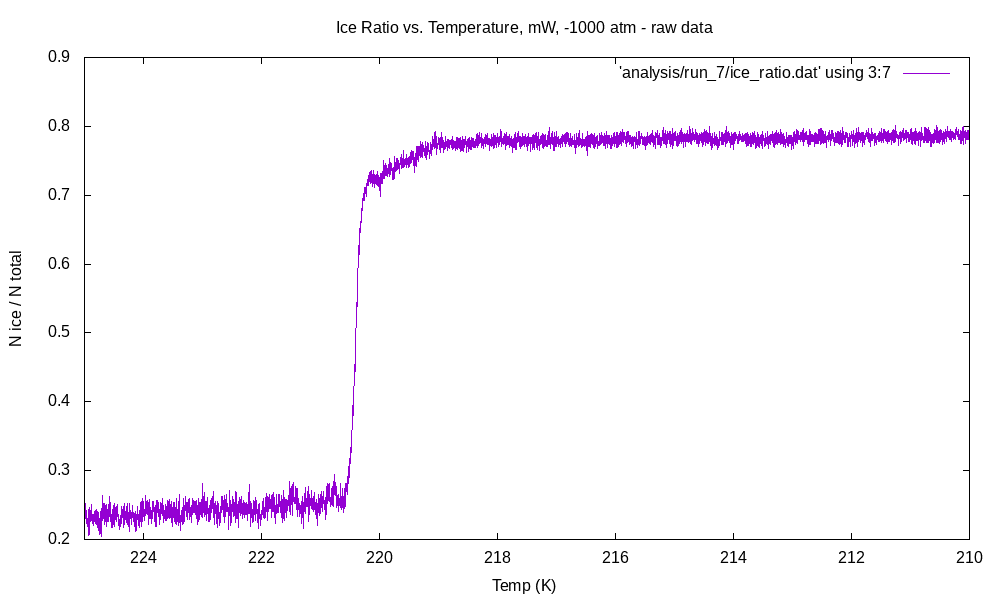 Ice Ratio vs. Temperature, mW, -1000 atm - raw data
'analysis/run_7/ice_ratio.dat' using 3:7
N ice / N total
0.9
0.8
0.7
0.6
0.5
0.4
0.3
0.2
224 222 220 218 216 214 212 210
Temp (K)